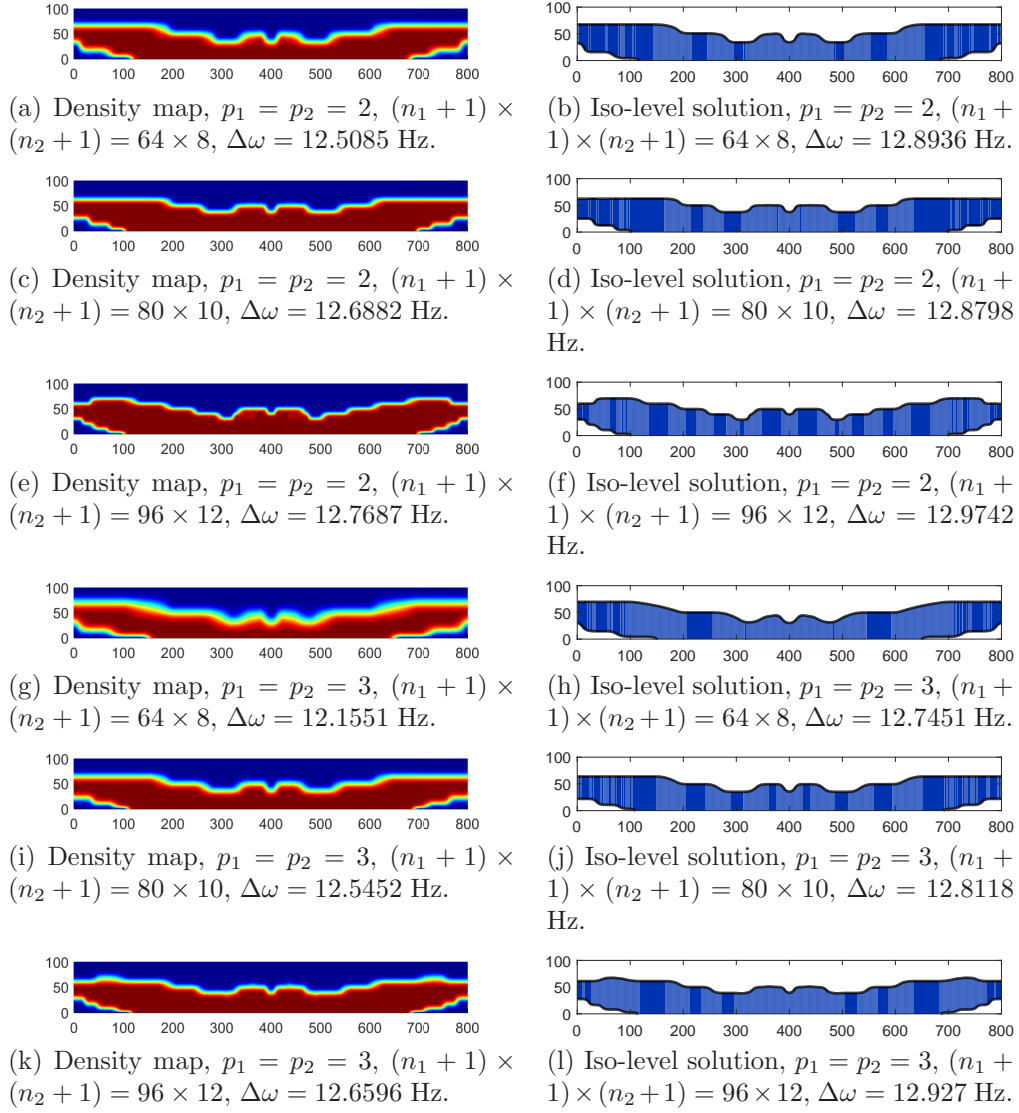 100
50
0
0 100 200 300 400 500 600 700 800
(a) Density map, p₁ = p₂ = 2, (n₁ + 1) ×
(n₂ + 1) = 64 × 8, Δω = 12.5085 Hz.
100
50
0
0 100 200 300 400 500 600 700 800
(b) Iso-level solution, p₁ = p₂ = 2, (n₁ +
1) × (n₂ + 1) = 64 × 8, Δω = 12.8936 Hz.
100
50
0
0 100 200 300 400 500 600 700 800
(c) Density map, p₁ = p₂ = 2, (n₁ + 1) ×
(n₂ + 1) = 80 × 10, Δω = 12.6882 Hz.
100
50
0
0 100 200 300 400 500 600 700 800
(d) Iso-level solution, p₁ = p₂ = 2, (n₁ +
1) × (n₂ + 1) = 80 × 10, Δω = 12.8798
Hz.
100
50
0
0 100 200 300 400 500 600 700 800
(e) Density map, p₁ = p₂ = 2, (n₁ + 1) ×
(n₂ + 1) = 96 × 12, Δω = 12.7687 Hz.
100
50
0
0 100 200 300 400 500 600 700 800
(f) Iso-level solution, p₁ = p₂ = 2, (n₁ +
1) × (n₂ + 1) = 96 × 12, Δω = 12.9742
Hz.
100
50
0
0 100 200 300 400 500 600 700 800
(g) Density map, p₁ = p₂ = 3, (n₁ + 1) ×
(n₂ + 1) = 64 × 8, Δω = 12.1551 Hz.
100
50
0
0 100 200 300 400 500 600 700 800
(h) Iso-level solution, p₁ = p₂ = 3, (n₁ +
1) × (n₂ + 1) = 64 × 8, Δω = 12.7451 Hz.
100
50
0
0 100 200 300 400 500 600 700 800
(i) Density map, p₁ = p₂ = 3, (n₁ + 1) ×
(n₂ + 1) = 80 × 10, Δω = 12.5452 Hz.
100
50
0
0 100 200 300 400 500 600 700 800
(j) Iso-level solution, p₁ = p₂ = 3, (n₁ +
1) × (n₂ + 1) = 80 × 10, Δω = 12.8118
Hz.
100
50
0
0 100 200 300 400 500 600 700 800
(k) Density map, p₁ = p₂ = 3, (n₁ + 1) ×
(n₂ + 1) = 96 × 12, Δω = 12.6596 Hz.
100
50
0
0 100 200 300 400 500 600 700 800
(l) Iso-level solution, p₁ = p₂ = 3, (n₁ +
1) × (n₂ + 1) = 96 × 12, Δω = 12.927 Hz.